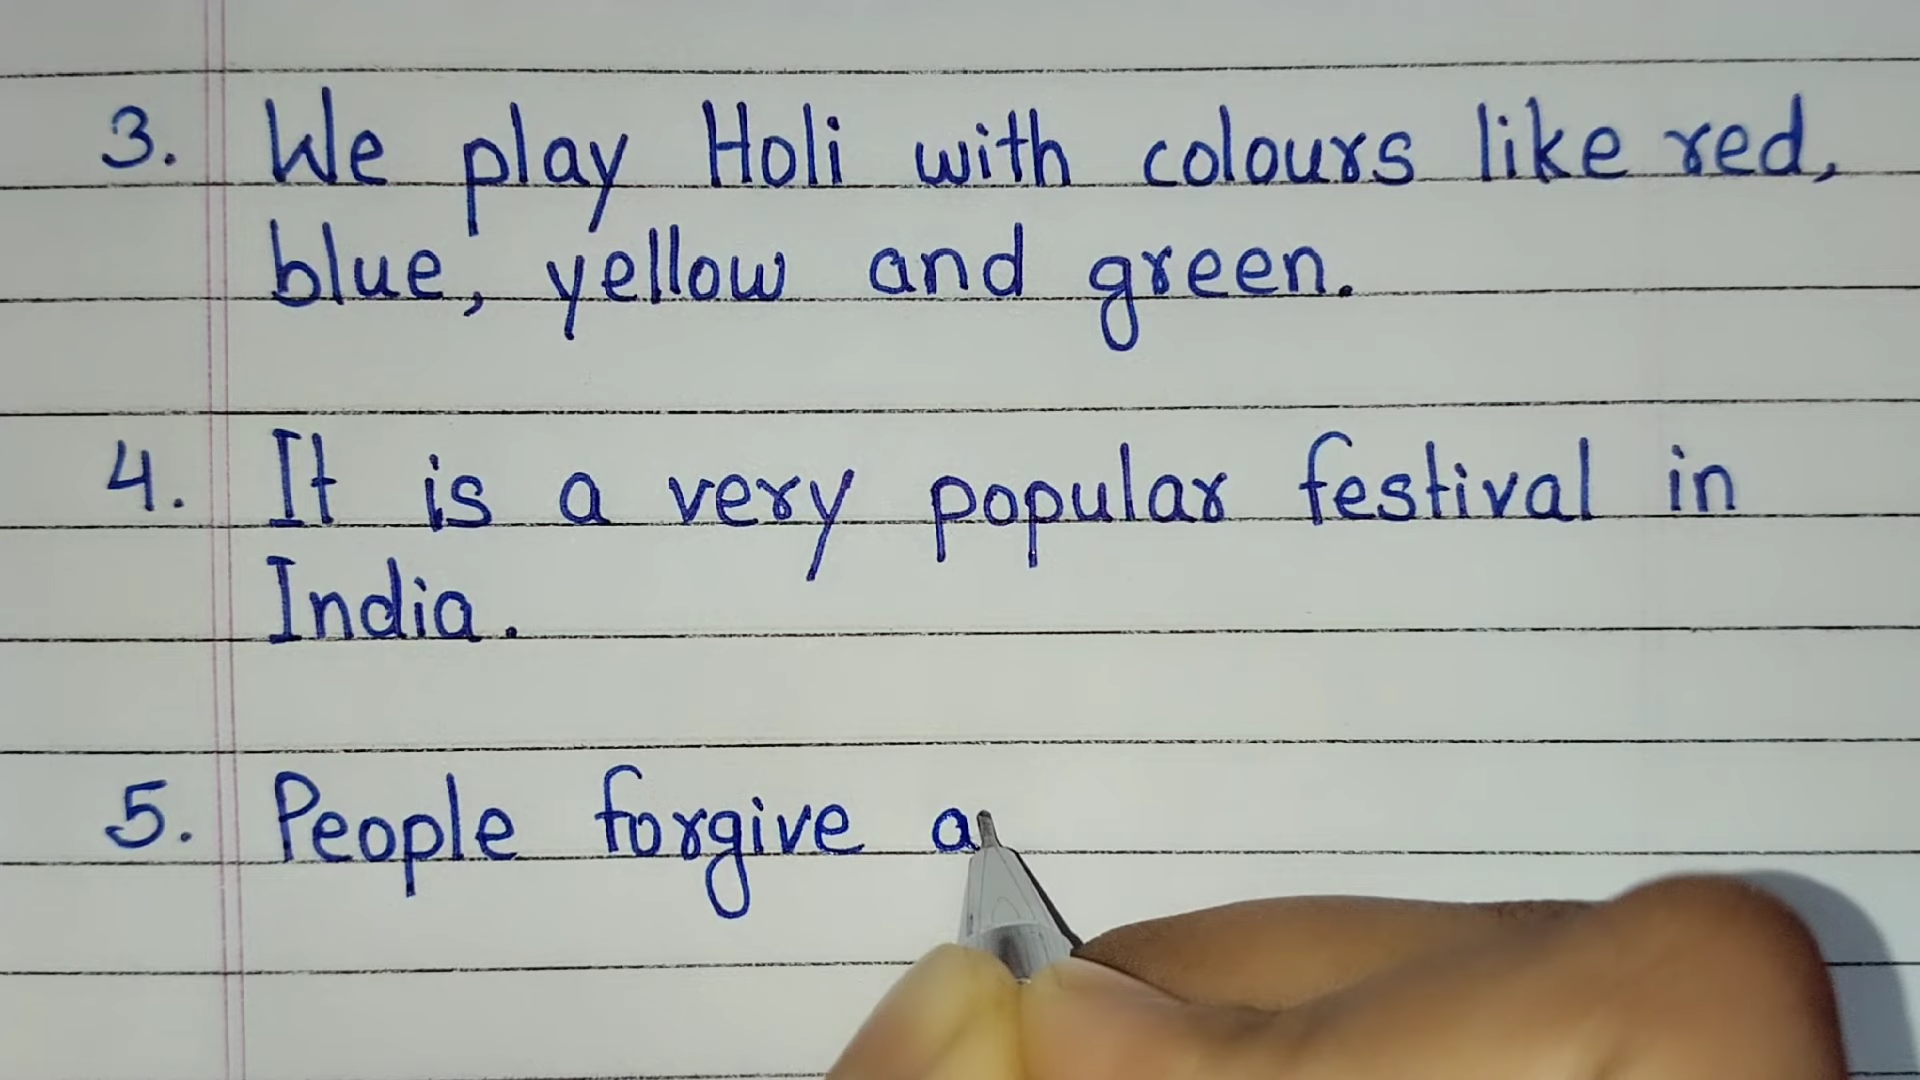 3. We play Holi with colours like red,
blue, yellow and green.
4. It is a very popular festival in
India.
5. People forgive a